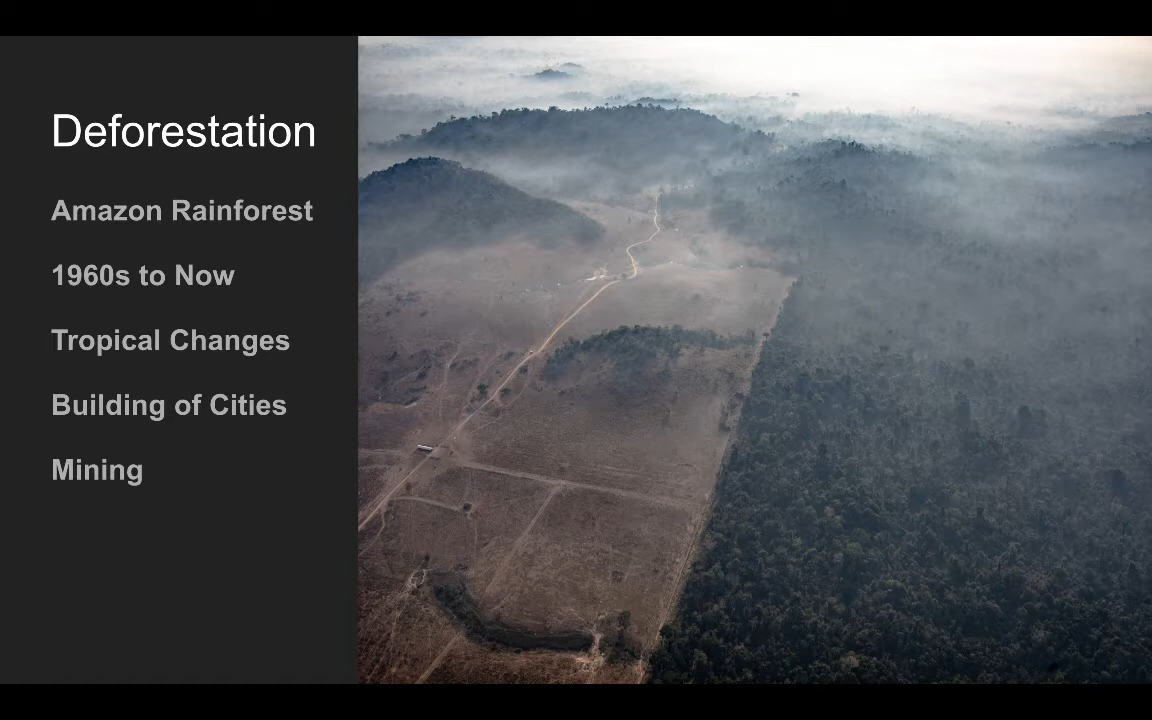 Deforestation
Amazon Rainforest
1960s to Now
Tropical Changes
Building of Cities
Mining